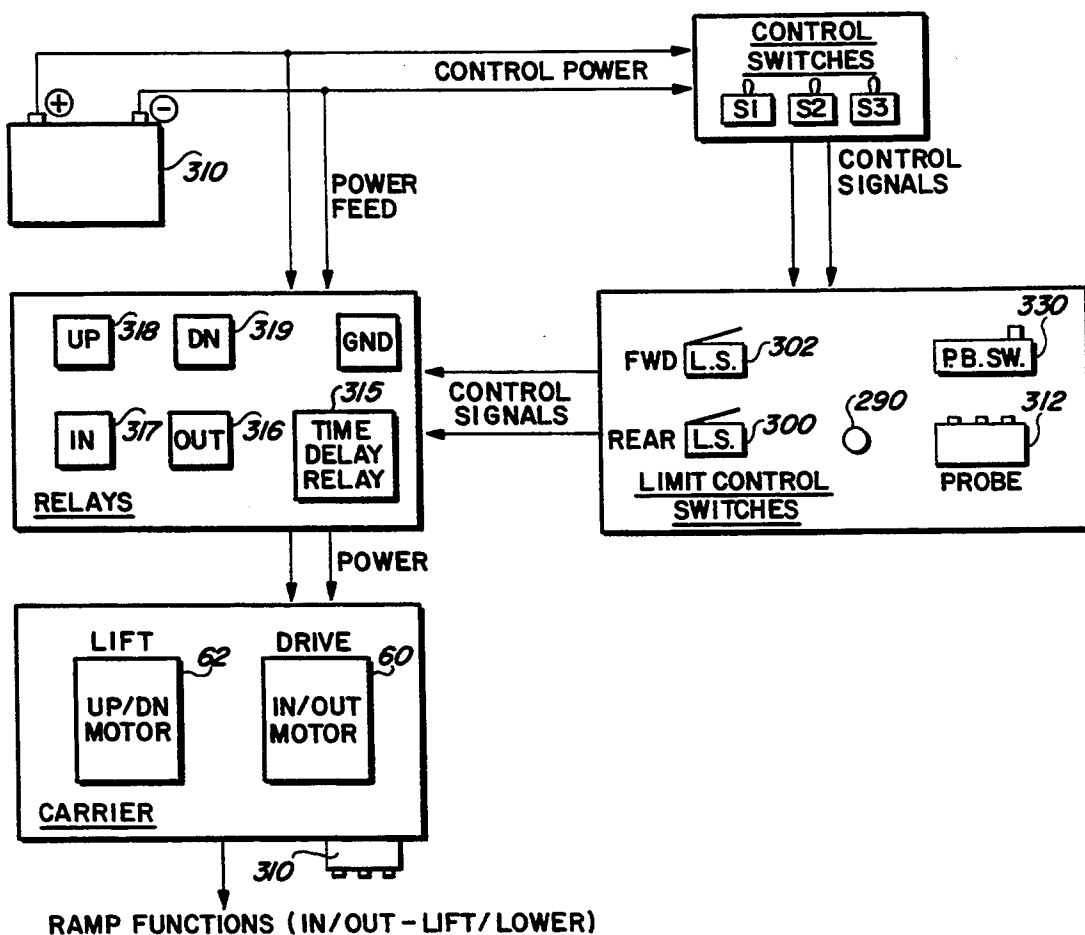 CONTROL
SWITCHES
S1 S2 S3
CONTROL POWER
+ −
310
POWER
FEED
CONTROL
SIGNALS
UP 318 DN 319 GND
IN 317 OUT 316 315
TIME
DELAY
RELAY
RELAYS
CONTROL
SIGNALS
FWD L.S. 302
P.B. SW. 330
REAR L.S. 300
290
312
PROBE
LIMIT CONTROL
SWITCHES
POWER
LIFT
62
UP/DN
MOTOR
DRIVE
60
IN/OUT
MOTOR
CARRIER
310
RAMP FUNCTIONS (IN/OUT - LIFT/LOWER)